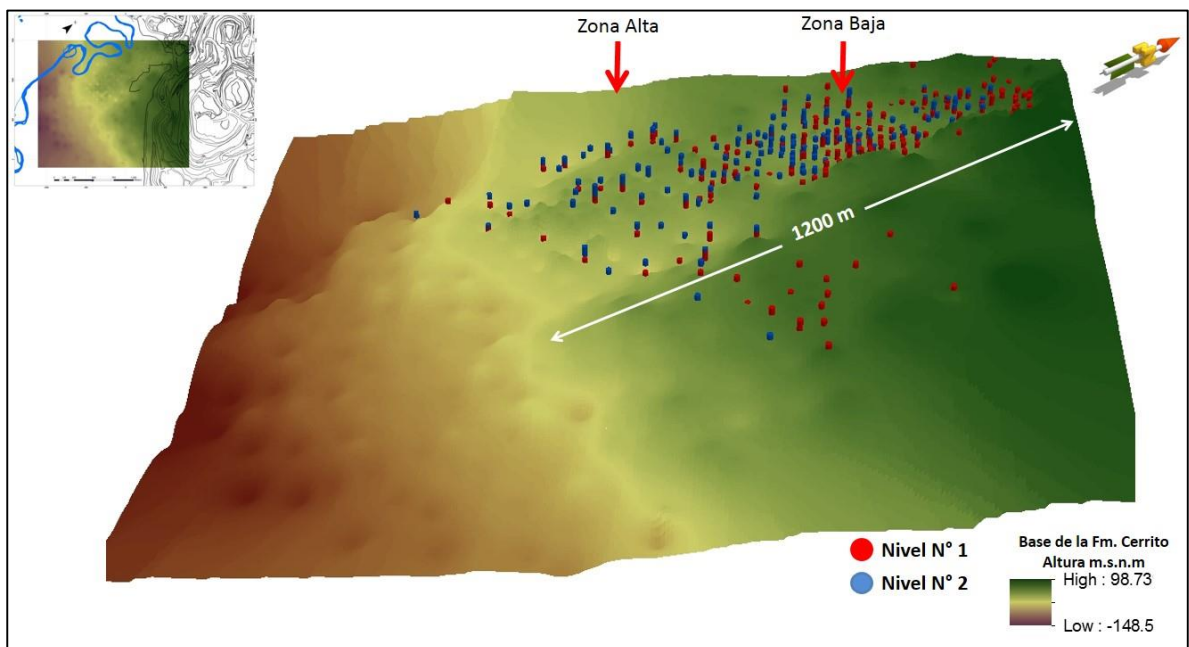 Zona Alta
Zona Baja
1200 m
Nivel N° 1
Nivel N° 2
Base de la Fm. Cerrito
Altura m.s.n.m
High : 98.73
Low : -148.5